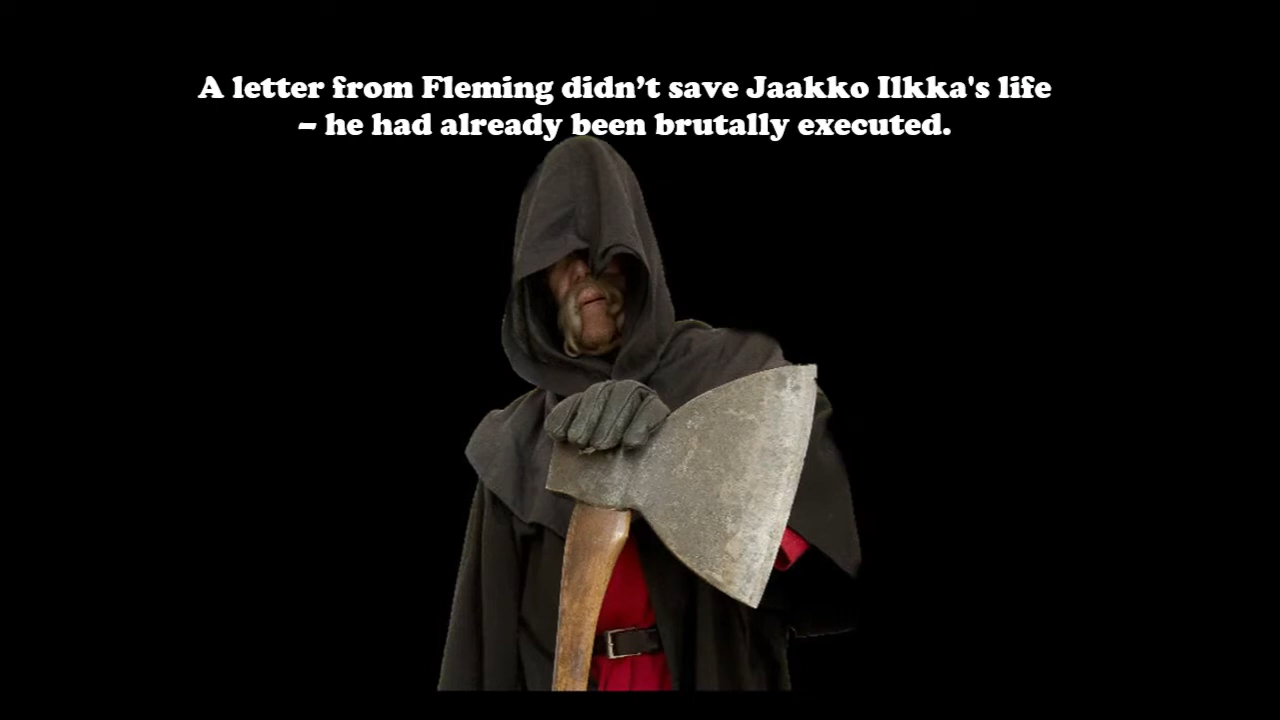 A letter from Fleming didn’t save Jaakko Ilkka's life
– he had already been brutally executed.